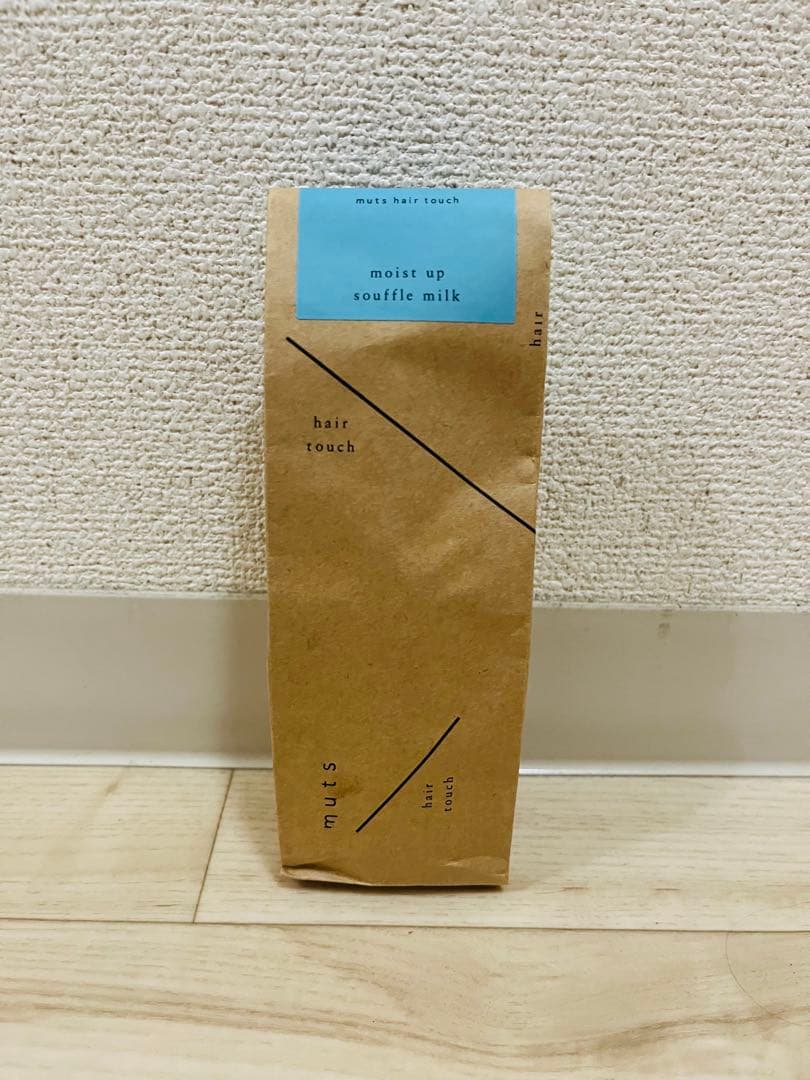 muts hair touch
moist up
souffle milk
hair
hair
touch
muts
hair
touch